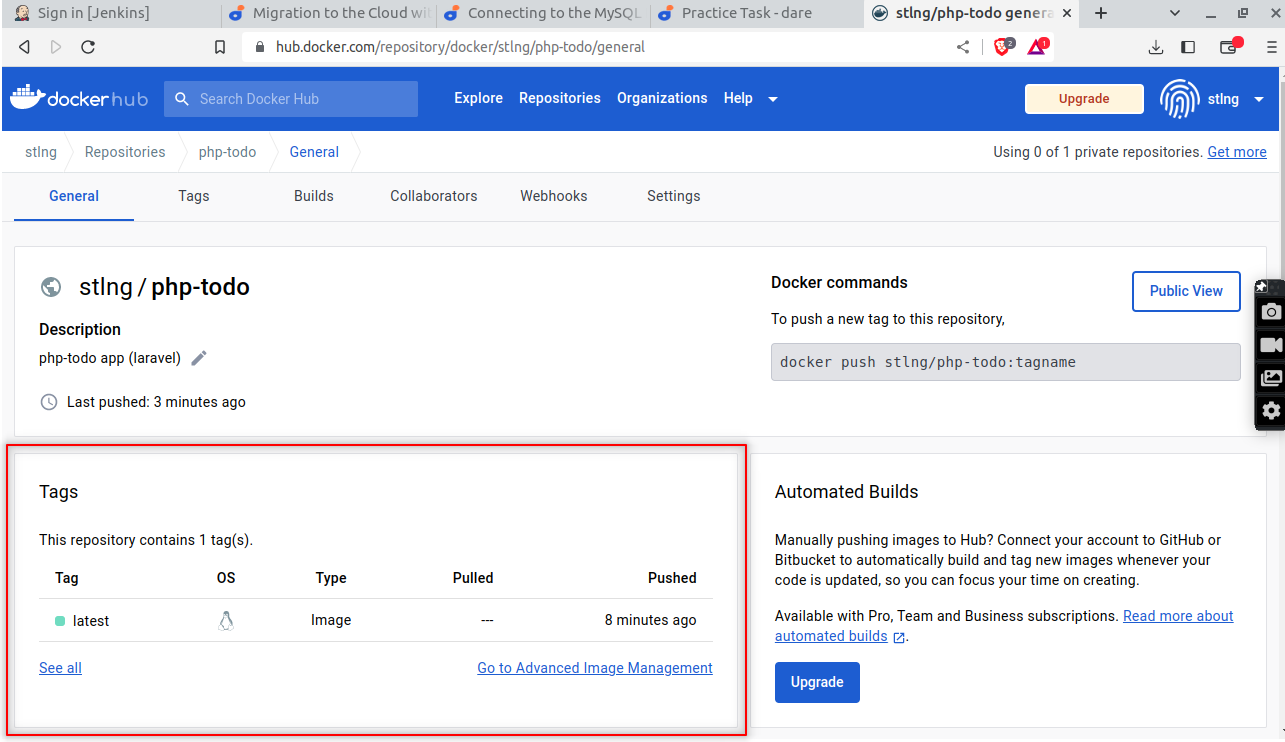 Sign in [Jenkins]
Migration to the Cloud wit
Connecting to the MySQL
Practice Task - dare
stlng/php-todo genera
hub.docker.com/repository/docker/stlng/php-todo/general
2
1
dockerhub
Search Docker Hub
Explore
Repositories
Organizations
Help
Upgrade
stlng
stlng
Repositories
php-todo
General
Using 0 of 1 private repositories. Get more
General
Tags
Builds
Collaborators
Webhooks
Settings
stlng / php-todo
Description
php-todo app (laravel)
Last pushed: 3 minutes ago
Docker commands
Public View
To push a new tag to this repository,
docker push stlng/php-todo:tagname
Tags
This repository contains 1 tag(s).
Tag OS Type Pulled Pushed
latest Image --- 8 minutes ago
See all
Go to Advanced Image Management
Automated Builds
Manually pushing images to Hub? Connect your account to GitHub or
Bitbucket to automatically build and tag new images whenever your
code is updated, so you can focus your time on creating.
Available with Pro, Team and Business subscriptions. Read more about
automated builds .
Upgrade